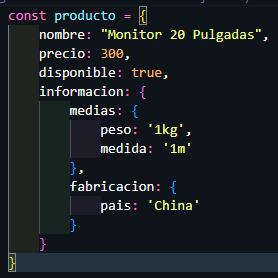 const producto = {
    nombre: "Monitor 20 Pulgadas",
    precio: 300,
    disponible: true,
    informacion: {
        medias: {
            peso: '1kg',
            medida: '1m'
        },
        fabricacion: {
            pais: 'China'
        }
    }
}